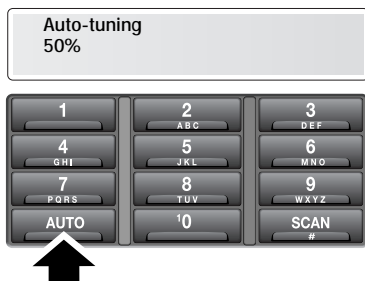 Auto-tuning
50%
1 2 3
ABC DEF
4 5 6
GHI JKL MNO
7 8 9
PQRS TUV WXYZ
AUTO ¹0 SCAN
#